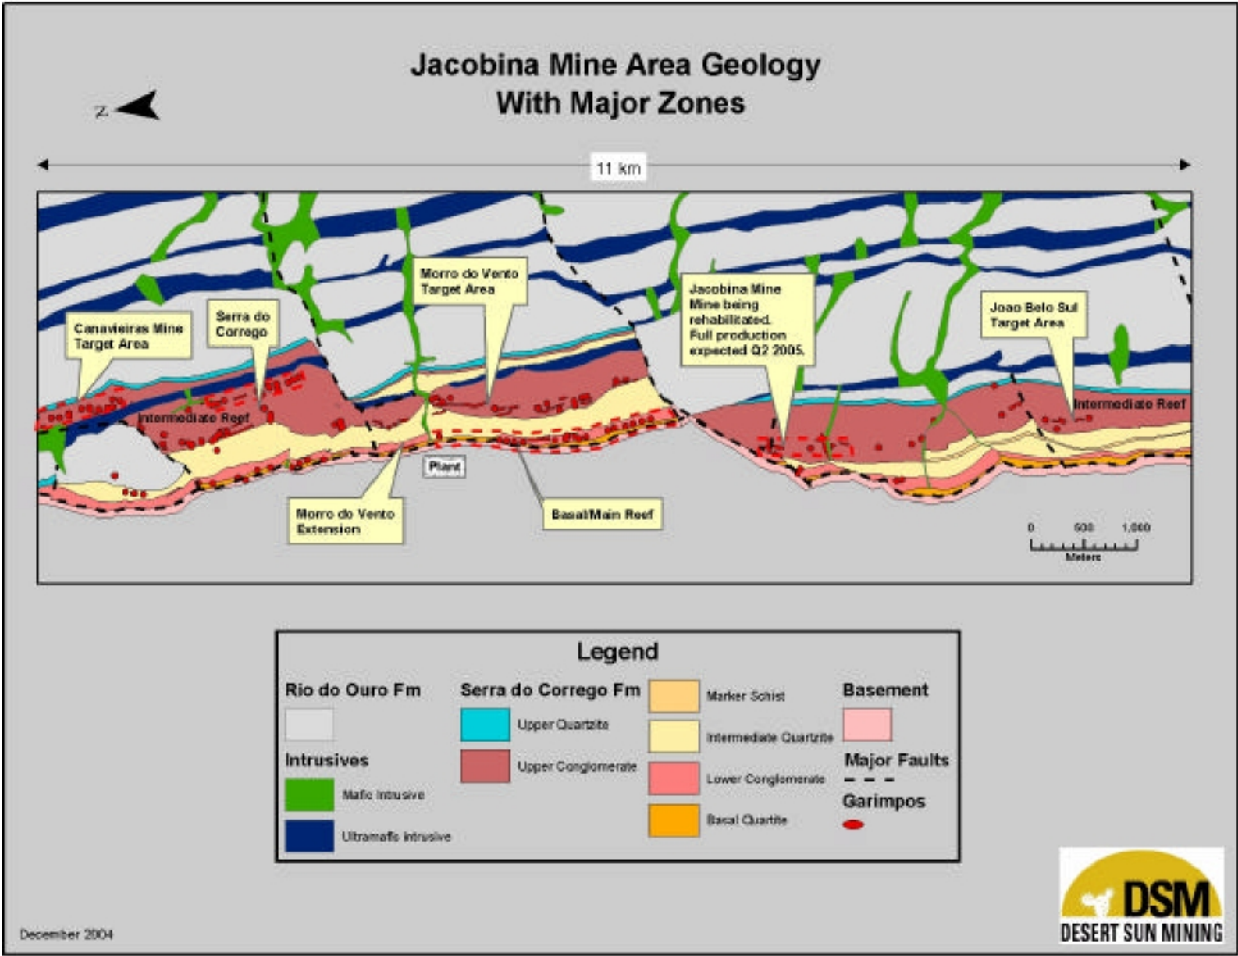 Jacobina Mine Area Geology
With Major Zones
N
11 km
Morro do Vento
Target Area
Jacobina Mine
Mine being
rehabilitated.
Full production
expected Q2 2005.
Joao Belo Sul
Target Area
Serra do
Corrego
Canavieiras Mine
Target Area
Intermediate Reef
Intermediate Reef
Plant
Morro do Vento
Extension
Basal/Main Reef
0 500 1,000
Meters
Legend
Rio do Ouro Fm
Intrusives
Mafic Intrusive
Ultramafic Intrusive
Serra do Corrego Fm
Upper Quartzite
Upper Conglomerate
Marker Schist
Intermediate Quartzite
Lower Conglomerate
Basal Quartite
Basement
Major Faults
Garimpos
December 2004
DSM
DESERT SUN MINING